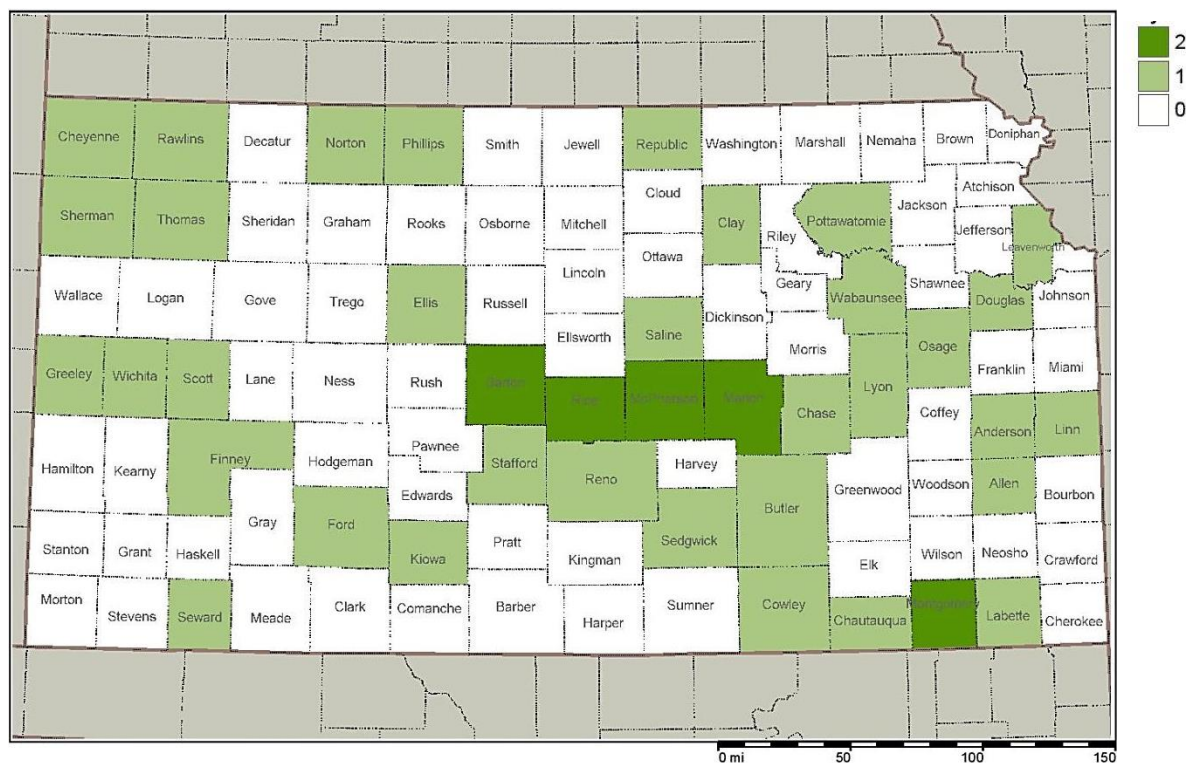 2
1
0
Cheyenne Rawlins Decatur Norton Phillips Smith Jewell Republic Washington Marshall Nemaha Brown Doniphan
Sherman Thomas Sheridan Graham Rooks Osborne Mitchell Cloud Clay Riley Pottawatomie Jackson Atchison
Jefferson Leavenworth
Wallace Logan Gove Trego Ellis Russell Lincoln Ottawa Geary Wabaunsee Shawnee Douglas Johnson
Ellsworth Saline Dickinson Morris Osage Franklin Miami
Greeley Wichita Scott Lane Ness Rush Barton Rice McPherson Marion Chase Lyon Coffey Anderson Linn
Hamilton Kearny Finney Hodgeman Pawnee Stafford Reno Harvey Greenwood Woodson Allen Bourbon
Edwards
Gray Ford Kiowa Pratt Kingman Sedgwick Butler
Stanton Grant Haskell Elk Wilson Neosho Crawford
Morton Stevens Seward Meade Clark Comanche Barber Harper Sumner Cowley Chautauqua Montgomery Labette Cherokee
0 mi 50 100 150